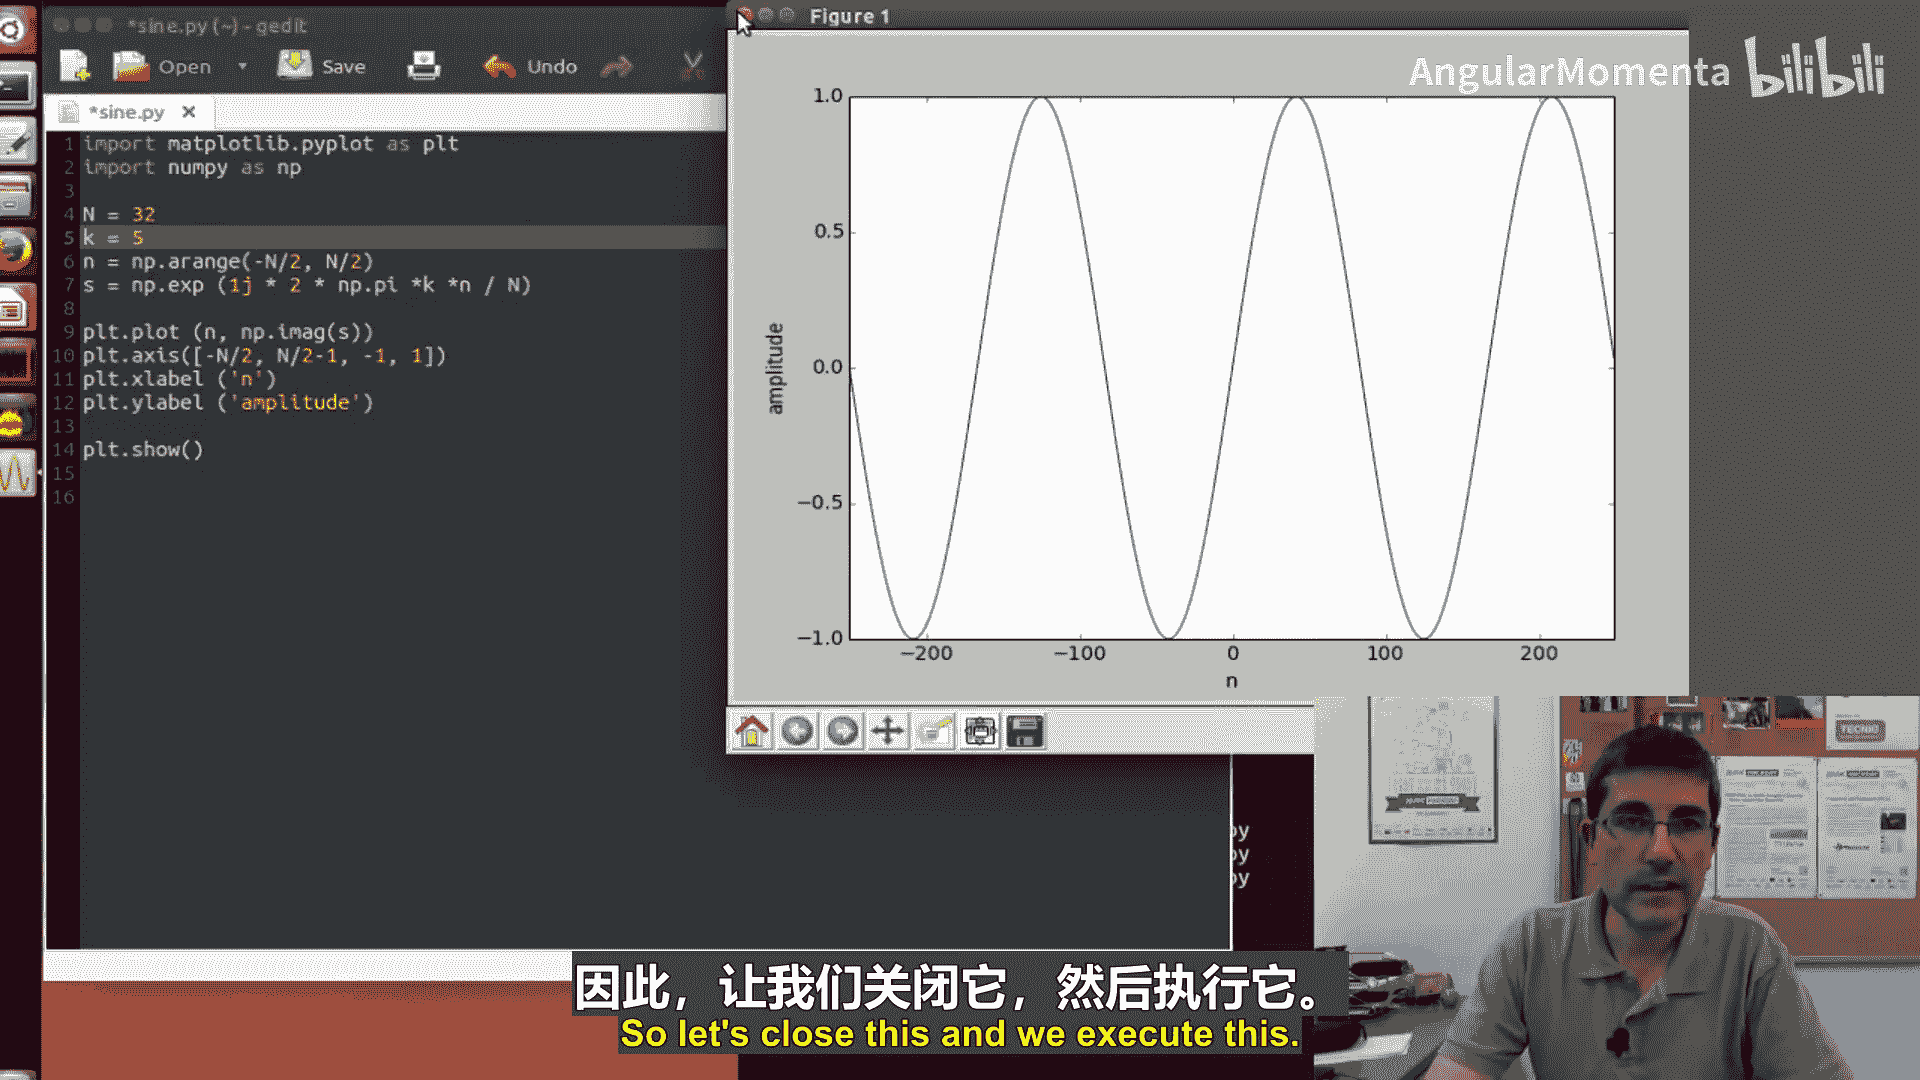 *sine.py (~) - gedit
Figure 1
Open
Save
Undo
AngularMomenta bilibili
*sine.py
1 import matplotlib.pyplot as plt
2 import numpy as np
3
4 N = 32
5 k = 5
6 n = np.arange(-N/2, N/2)
7 s = np.exp (1j * 2 * np.pi *k *n / N)
8
9 plt.plot (n, np.imag(s))
10 plt.axis([-N/2, N/2-1, -1, 1])
11 plt.xlabel ('n')
12 plt.ylabel ('amplitude')
13
14 plt.show()
15
16
1.0
0.5
0.0
−0.5
−1.0
amplitude
−200
−100
0
100
200
n
py
py
py
TECNIO
因此，让我们关闭它，然后执行它。
So let's close this and we execute this.